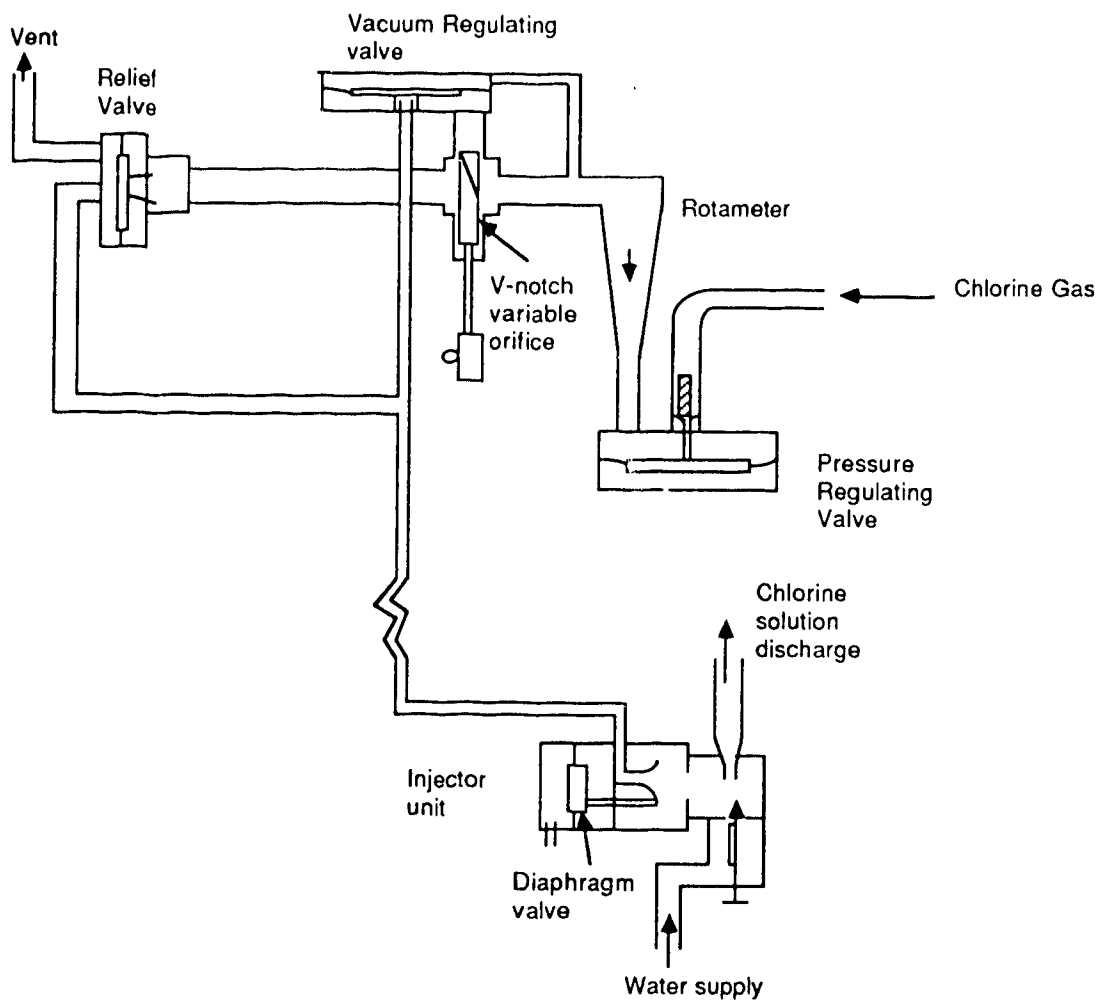 Vacuum Regulating
valve
Vent
Relief
Valve
Rotameter
V-notch
variable
orifice
Chlorine Gas
Pressure
Regulating
Valve
Chlorine
solution
discharge
Injector
unit
Diaphragm
valve
Water supply